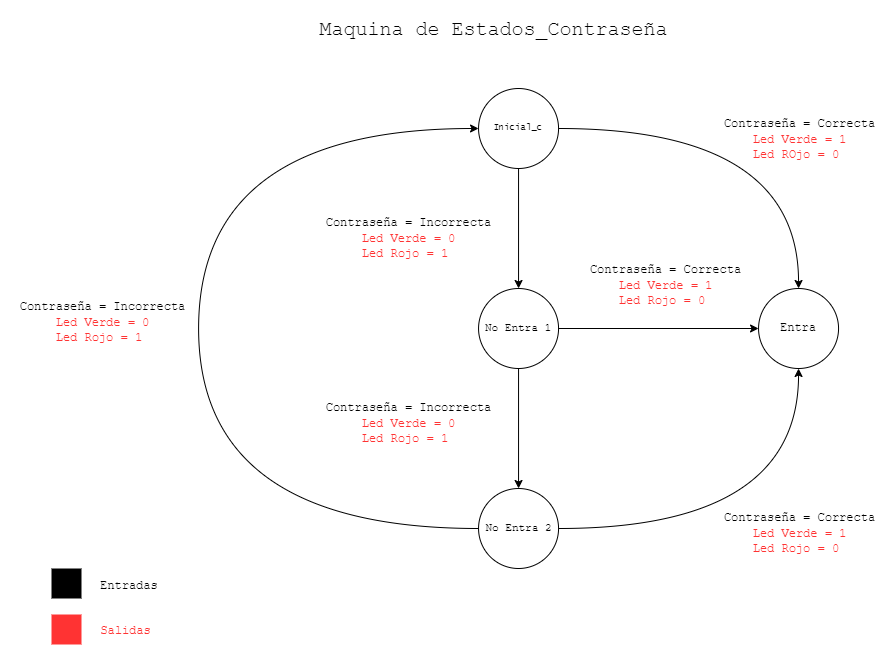 Maquina de Estados_Contraseña
Inicial_c
Contraseña = Correcta
Led Verde = 1
Led ROjo = 0
Contraseña = Incorrecta
Led Verde = 0
Led Rojo = 1
Contraseña = Correcta
Led Verde = 1
Led Rojo = 0
Contraseña = Incorrecta
Led Verde = 0
Led Rojo = 1
No Entra 1
Entra
Contraseña = Incorrecta
Led Verde = 0
Led Rojo = 1
No Entra 2
Contraseña = Correcta
Led Verde = 1
Led Rojo = 0
Entradas
Salidas